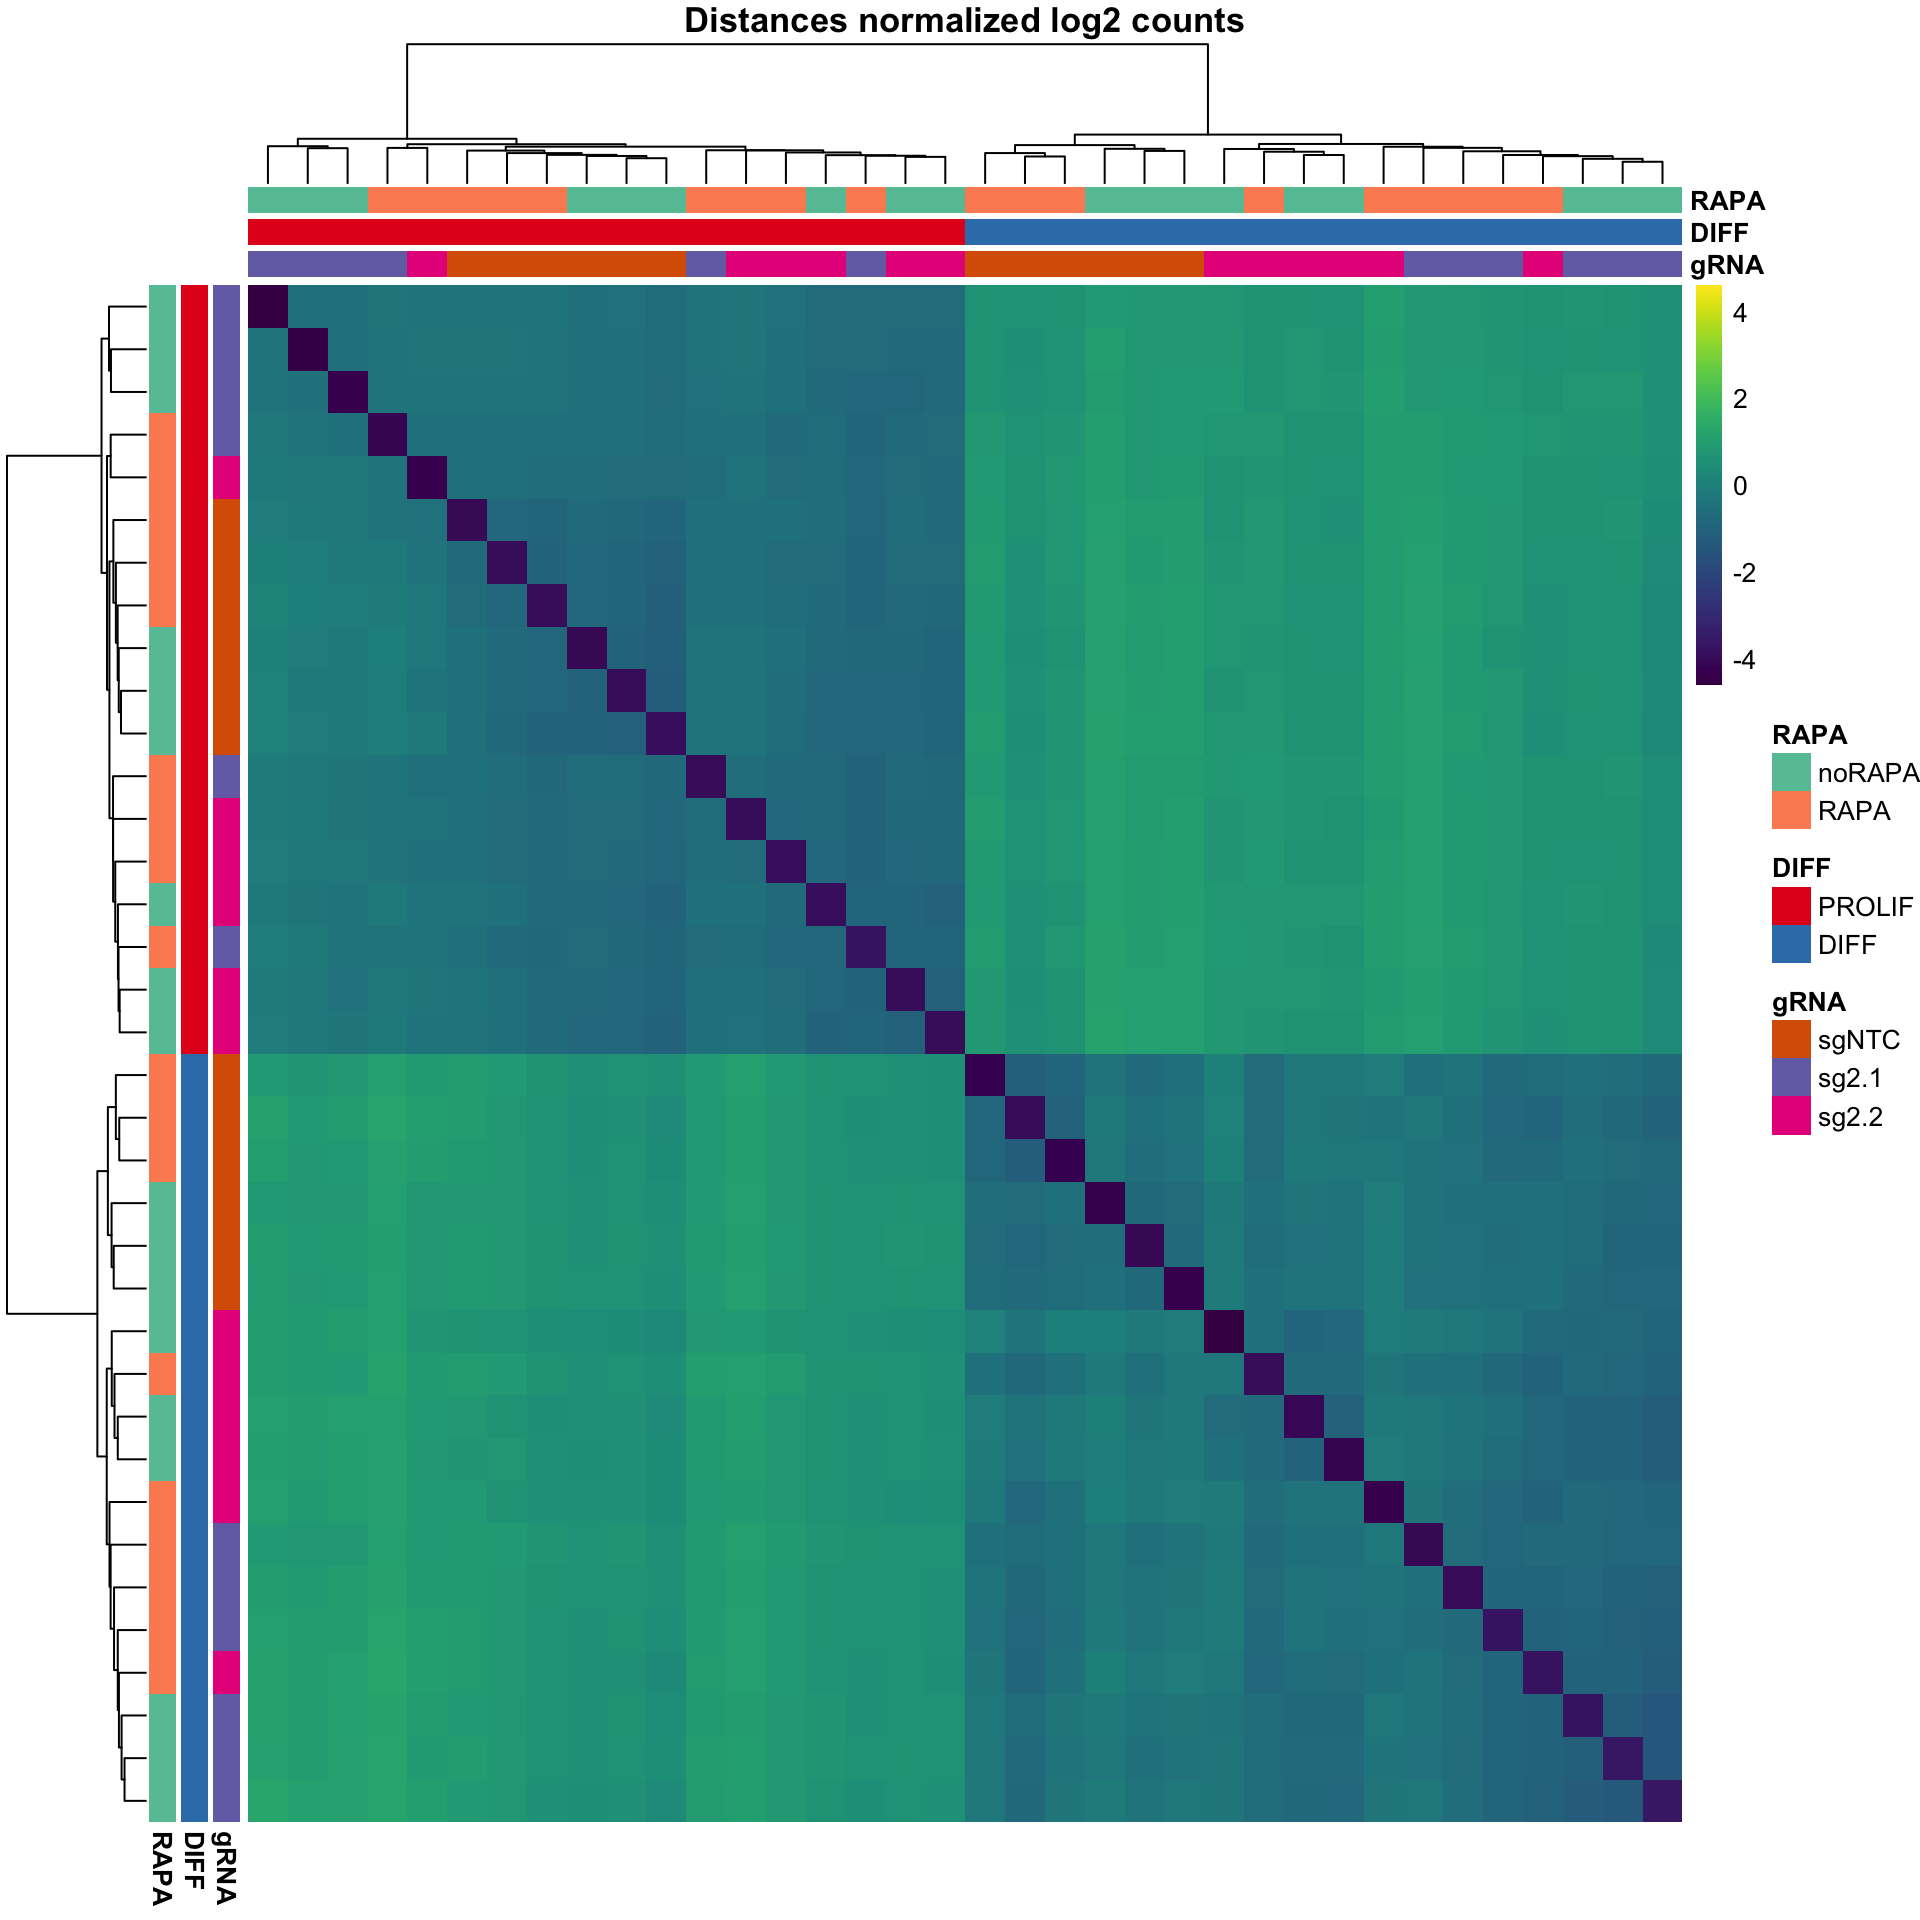 Distances normalized log2 counts
RAPA
DIFF
gRNA
4
2
0
-2
-4
RAPA
noRAPA
RAPA
DIFF
PROLIF
DIFF
gRNA
sgNTC
sg2.1
sg2.2
RAPA
DIFF
gRNA